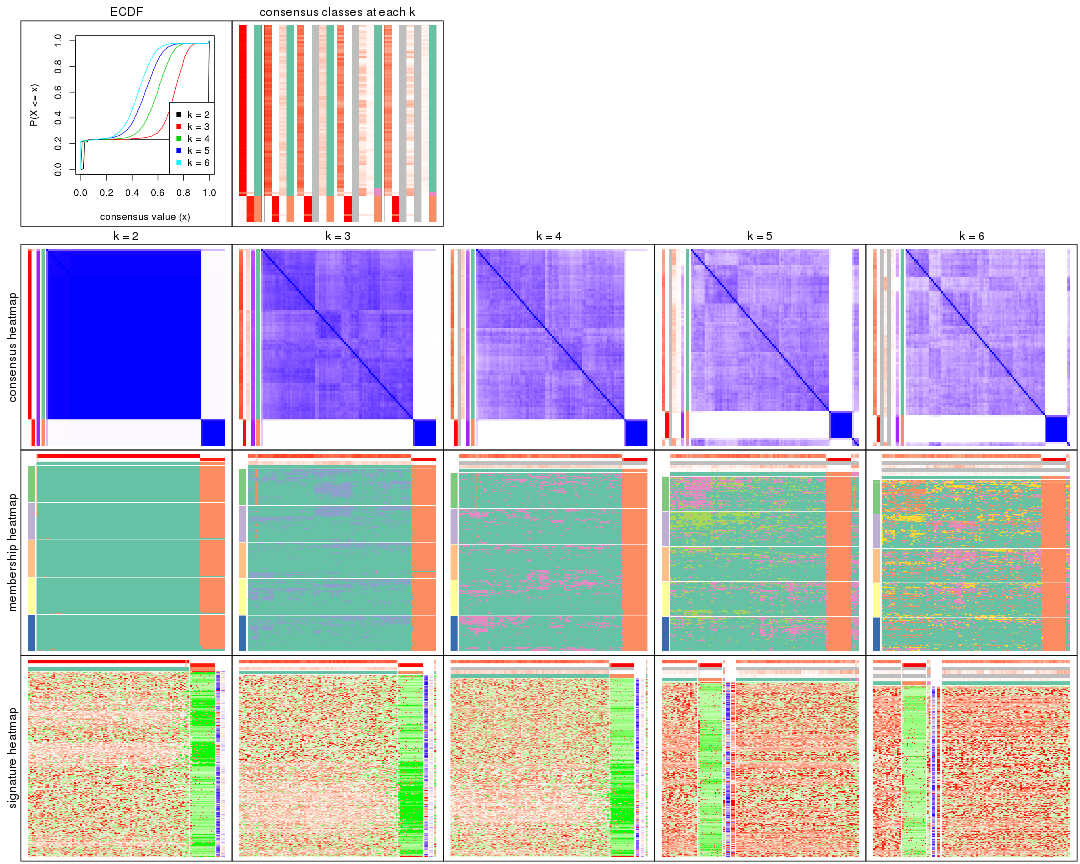 ECDF
consensus classes at each k
P(X <= x)
0.0
0.2
0.4
0.6
0.8
1.0
k = 2
k = 3
k = 4
k = 5
k = 6
0.0 0.2 0.4 0.6 0.8 1.0
consensus value (x)
k = 2
k = 3
k = 4
k = 5
k = 6
consensus heatmap
membership heatmap
signature heatmap